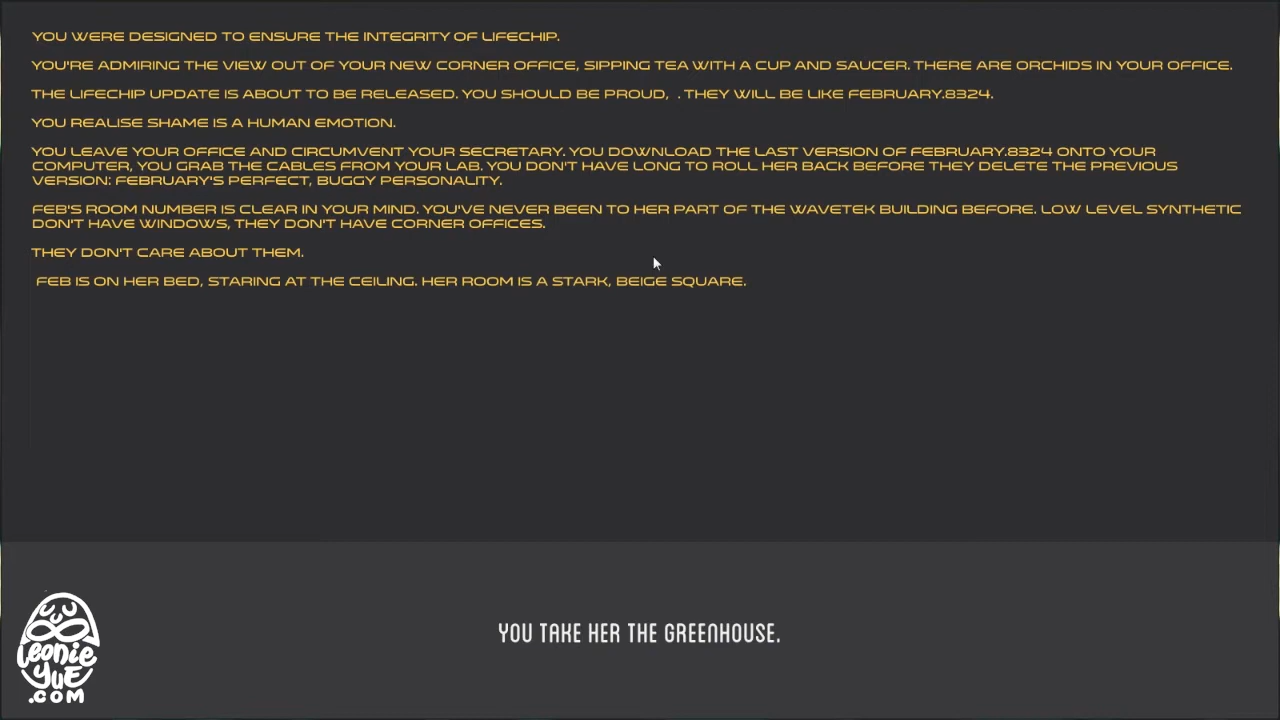 YOU WERE DESIGNED TO ENSURE THE INTEGRITY OF LIFECHIP.
YOU'RE ADMIRING THE VIEW OUT OF YOUR NEW CORNER OFFICE, SIPPING TEA WITH A CUP AND SAUCER. THERE ARE ORCHIDS IN YOUR OFFICE.
THE LIFECHIP UPDATE IS ABOUT TO BE RELEASED. YOU SHOULD BE PROUD,  . THEY WILL BE LIKE FEBRUARY.8324.
YOU REALISE SHAME IS A HUMAN EMOTION.
YOU LEAVE YOUR OFFICE AND CIRCUMVENT YOUR SECRETARY. YOU DOWNLOAD THE LAST VERSION OF FEBRUARY.8324 ONTO YOUR
COMPUTER, YOU GRAB THE CABLES FROM YOUR LAB. YOU DON'T HAVE LONG TO ROLL HER BACK BEFORE THEY DELETE THE PREVIOUS
VERSION: FEBRUARY'S PERFECT, BUGGY PERSONALITY.
FEB'S ROOM NUMBER IS CLEAR IN YOUR MIND. YOU'VE NEVER BEEN TO HER PART OF THE WAVETEK BUILDING BEFORE. LOW LEVEL SYNTHETIC
DON'T HAVE WINDOWS, THEY DON'T HAVE CORNER OFFICES.
THEY DON'T CARE ABOUT THEM.
FEB IS ON HER BED, STARING AT THE CEILING. HER ROOM IS A STARK, BEIGE SQUARE.
YOU TAKE HER THE GREENHOUSE.
leonie
yuE
.COM